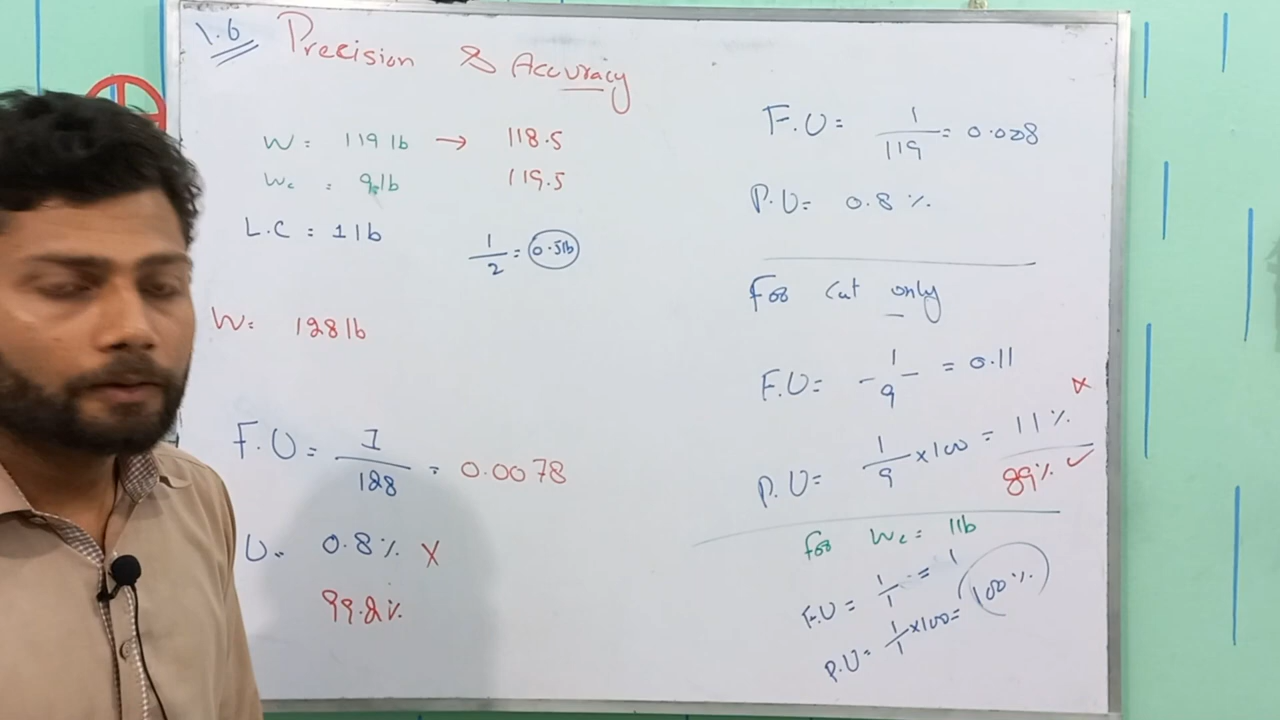 1.6 Precision & Accuracy
W = 119 lb → 118.5
Wc = 9 lb 119.5
L.C = 1 lb
1/2 = 0.5 lb
W = 128 lb
F.U = 1/128 = 0.0078
U = 0.8 % X
99.2 %
F.U = 1/119 = 0.008
P.U = 0.8 %
For Cat only
F.U = 1/9 = 0.11
P.U = 1/9 × 100 = 11 % ×
89 % ✓
For Wc = 1 lb
F.U = 1/1 = 1
P.U = 1/1 × 100 = 100 %